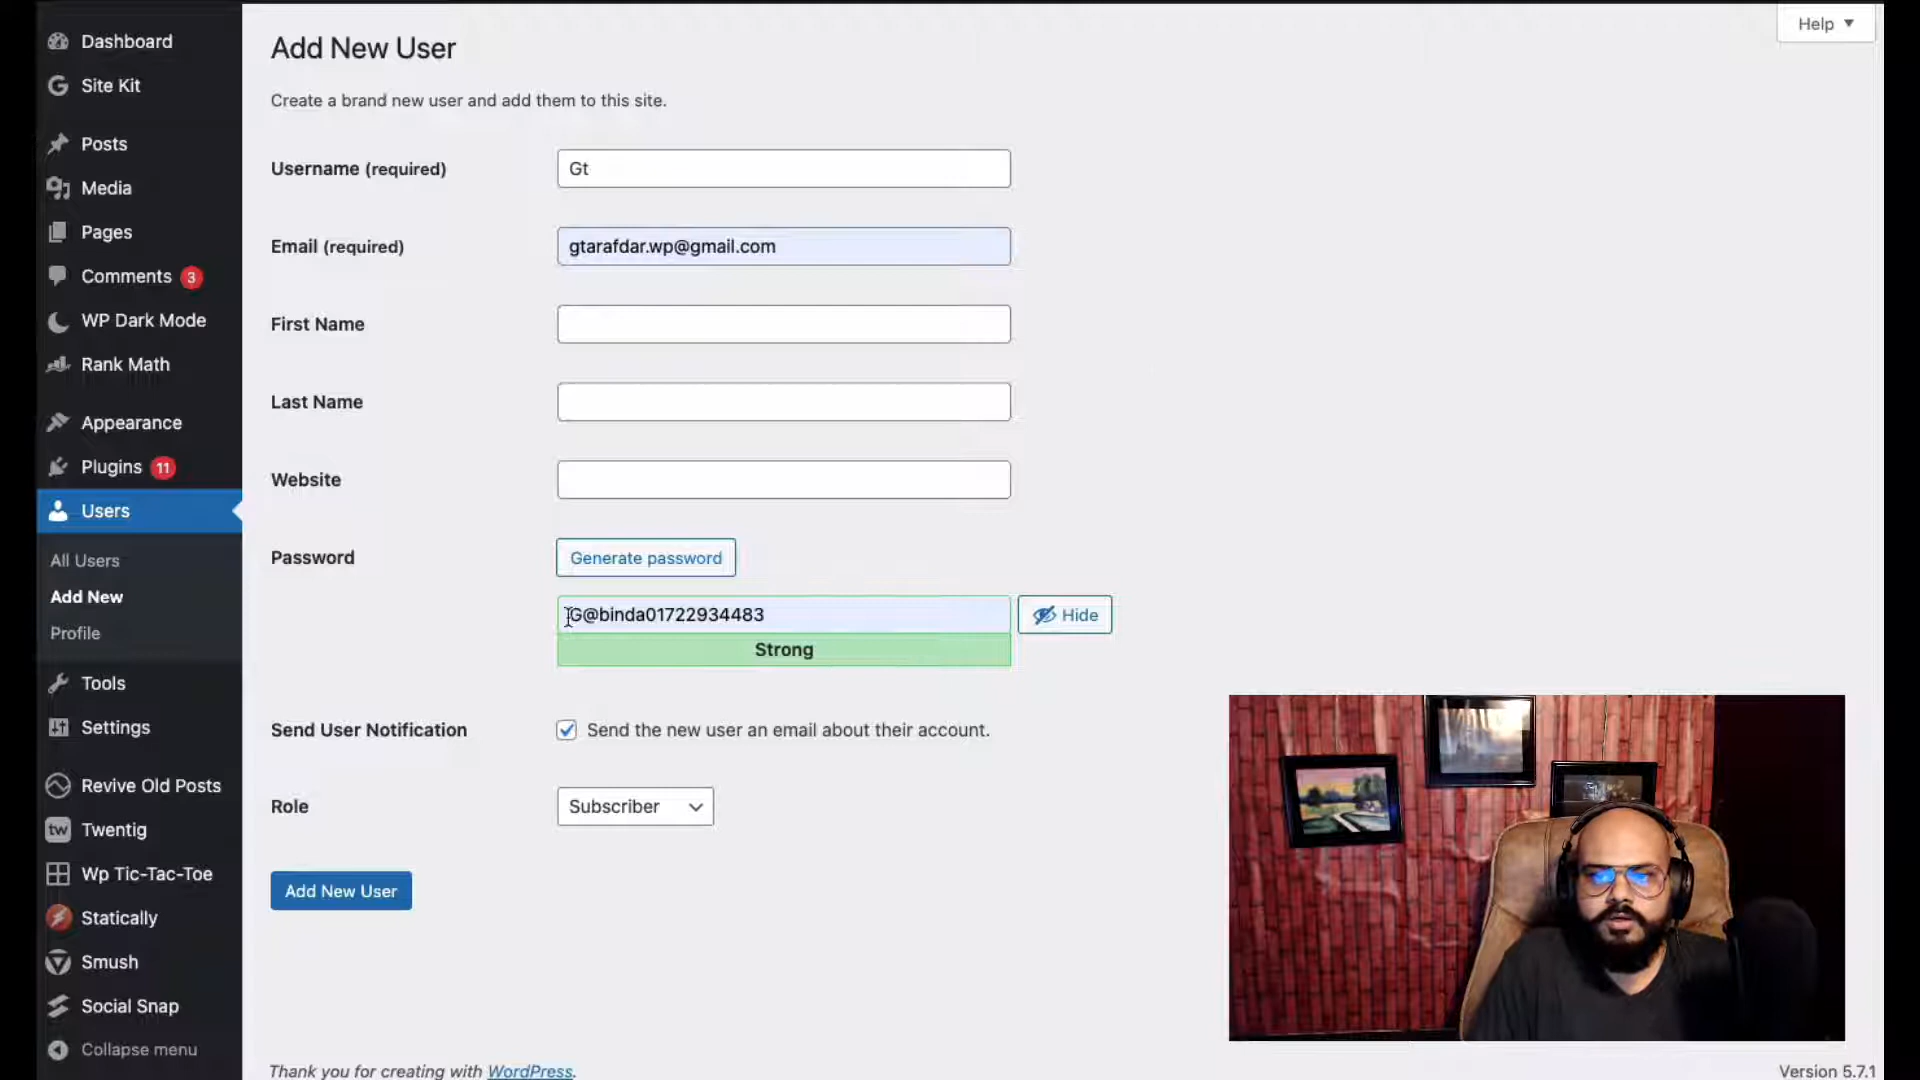 Dashboard
Site Kit
Posts
Media
Pages
Comments 3
WP Dark Mode
Rank Math
Appearance
Plugins 11
Users
All Users
Add New
Profile
Tools
Settings
Revive Old Posts
tw Twentig
Wp Tic-Tac-Toe
Statically
Smush
Social Snap
Collapse menu
Help
Add New User
Create a brand new user and add them to this site.
Username (required) Gt
Email (required) gtarafdar.wp@gmail.com
First Name
Last Name
Website
Password Generate password
G@binda01722934483 Hide
Strong
Send User Notification Send the new user an email about their account.
Role Subscriber
Add New User
Thank you for creating with WordPress.
Version 5.7.1